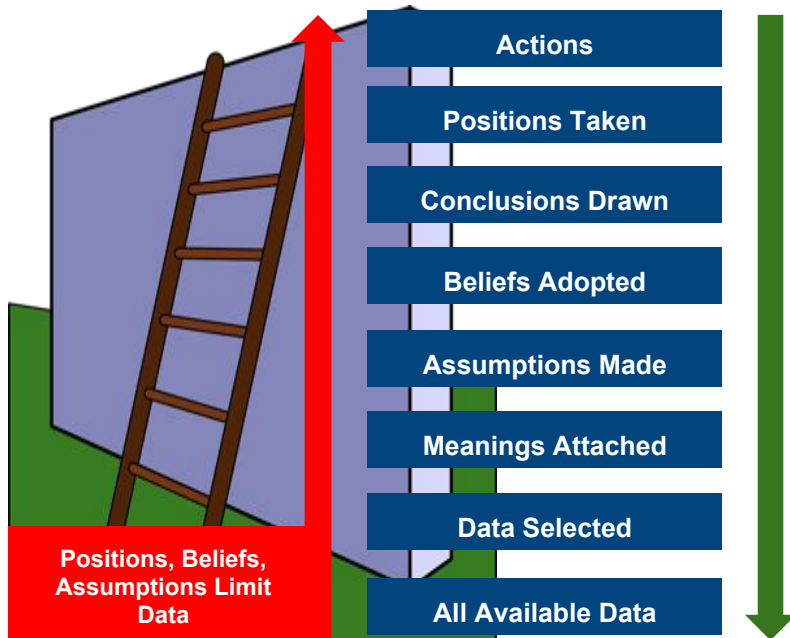 Actions
Positions Taken
Conclusions Drawn
Beliefs Adopted
Assumptions Made
Meanings Attached
Data Selected
All Available Data
Positions, Beliefs,
Assumptions Limit
Data